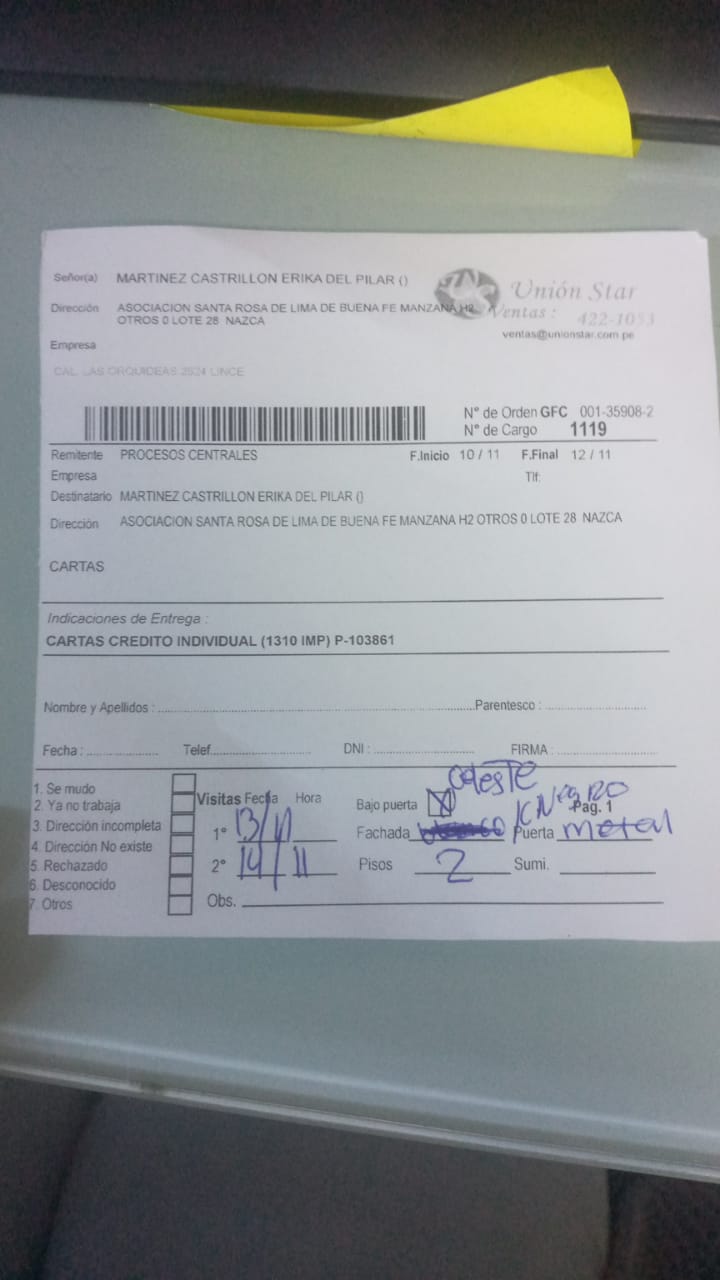 Señor(a) MARTINEZ CASTRILLON ERIKA DEL PILAR ()
Unión Star
Dirección ASOCIACION SANTA ROSA DE LIMA DE BUENA FE MANZANA H2
OTROS 0 LOTE 28 NAZCA
Ventas : 422-1053
ventas@unionstar.com.pe
Empresa
CAL. LAS ORQUIDEAS 2624 LINCE
N° de Orden GFC 001-35908-2
N° de Cargo 1119
Remitente PROCESOS CENTRALES F.Inicio 10 / 11 F.Final 12 / 11
Empresa Tlf:
Destinatario MARTINEZ CASTRILLON ERIKA DEL PILAR ()
Dirección ASOCIACION SANTA ROSA DE LIMA DE BUENA FE MANZANA H2 OTROS 0 LOTE 28 NAZCA
CARTAS
Indicaciones de Entrega :
CARTAS CREDITO INDIVIDUAL (1310 IMP) P-103861
Nombre y Apellidos : Parentesco :
Fecha : Telef. DNI : FIRMA :
1. Se mudo
2. Ya no trabaja
3. Dirección incompleta
4. Dirección No existe
5. Rechazado
6. Desconocido
7. Otros
Visitas Fecha Hora
1° 13/11
2° 14/11
Obs.
Bajo puerta X celeste /Negro Pag. 1
Fachada Puerta metal
Pisos 2 Sumi.